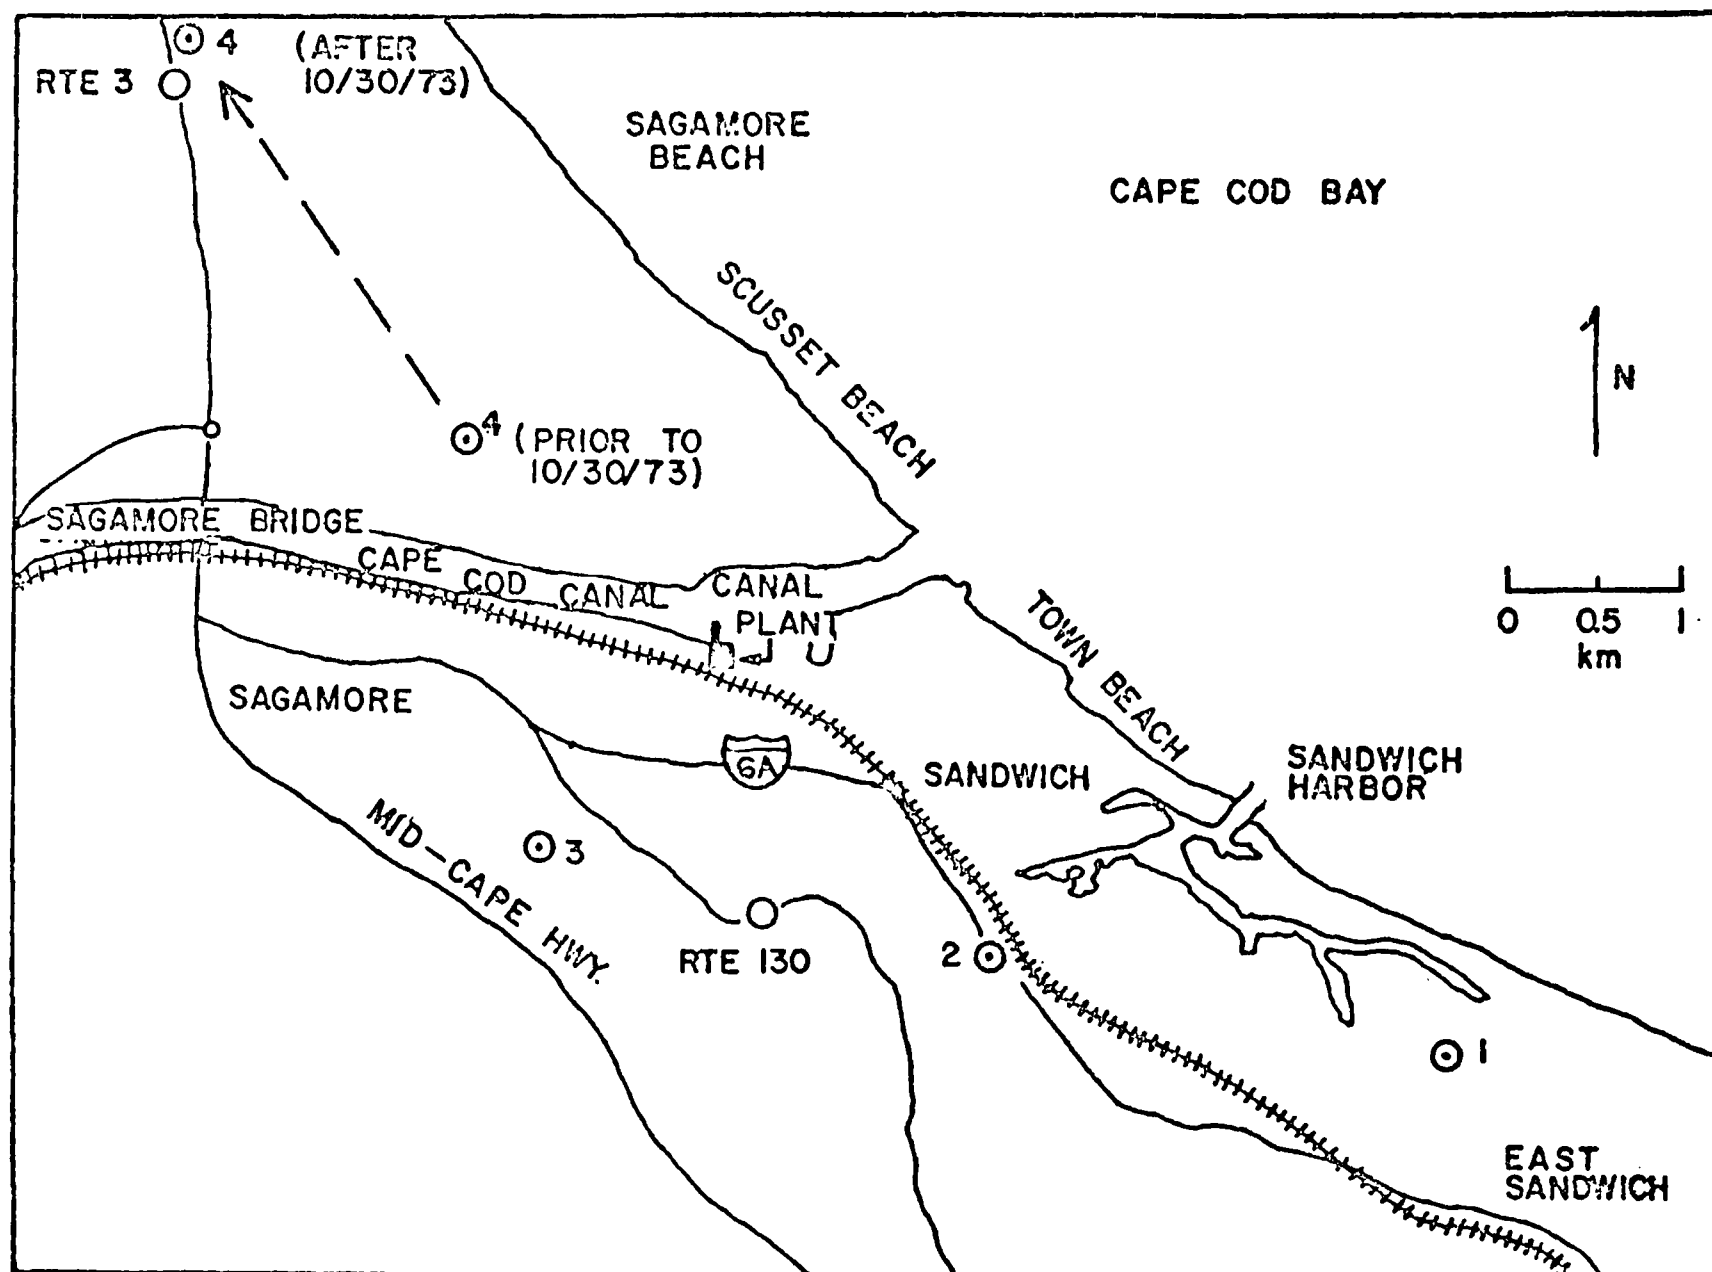 4 (AFTER
10/30/73)
RTE 3
SAGAMORE
BEACH
CAPE COD BAY
SCUSSET BEACH
N
4 (PRIOR TO
10/30/73)
SAGAMORE BRIDGE
CAPE COD CANAL
CANAL
PLANT
0 0.5 1
km
TOWN BEACH
SAGAMORE
6A
SANDWICH
SANDWICH
HARBOR
MID-CAPE HWY.
3
RTE 130
2
1
EAST
SANDWICH